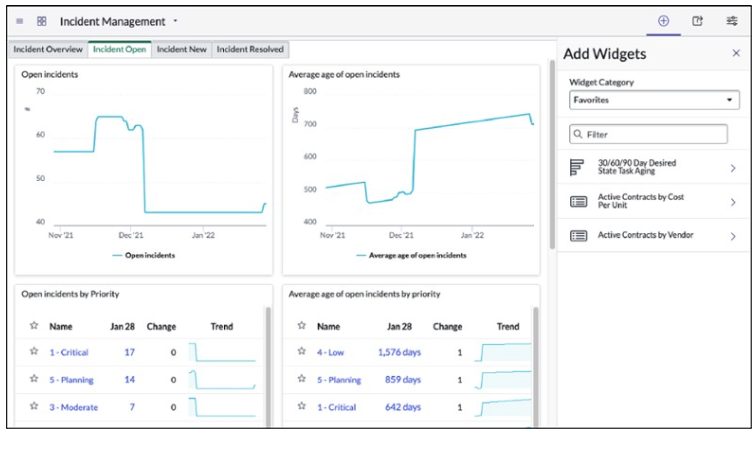 Incident Management
Incident Overview
Incident Open
Incident New
Incident Resolved
Open incidents
#
70
60
50
40
Nov '21
Dec '21
Jan '22
Open incidents
Average age of open incidents
Days
800
700
600
500
400
Nov '21
Dec '21
Jan '22
Average age of open incidents
Open incidents by Priority
Name Jan 28 Change Trend
1 - Critical 17 0
5 - Planning 14 0
3 - Moderate 7 0
Average age of open incidents by priority
Name Jan 28 Change Trend
4 - Low 1,576 days 1
5 - Planning 859 days 1
1 - Critical 642 days 1
Add Widgets
Widget Category
Favorites
Filter
30/60/90 Day Desired
State Task Aging
Active Contracts by Cost
Per Unit
Active Contracts by Vendor